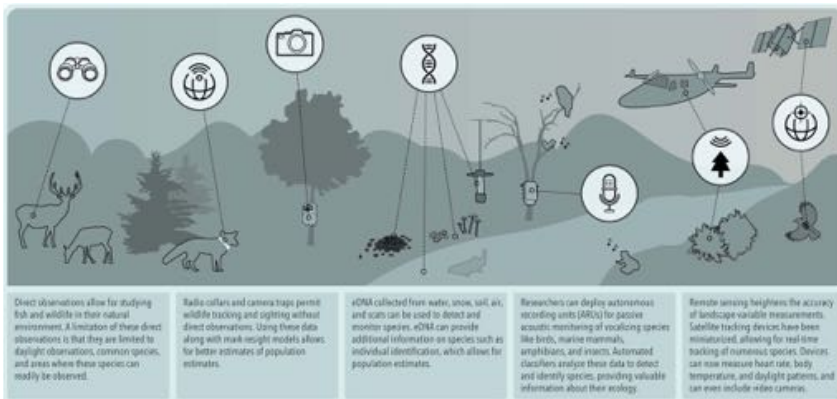 Direct observations allow for studying
fish and wildlife in their natural
environment. A limitation of these direct
observations is that they are limited to
daylight observations, common species,
and areas where these species can
readily be observed.
Radio collars and camera traps permit
wildlife tracking and sighting without
direct observations. Using these data
along with mark resight models allows
for better estimates of population
estimates.
eDNA collected from water, snow, soil, air,
and scats can be used to detect and
monitor species. eDNA can provide
additional information on species such as
individual identification, which allows for
population estimates.
Researchers can deploy autonomous
recording units (ARUs) for passive
acoustic monitoring of vocalizing species
like birds, marine mammals,
amphibians, and insects. Automated
classifiers analyze these data to detect
and identify species, providing valuable
information about their ecology.
Remote sensing heightens the accuracy
of landscape variable measurements.
Satellite tracking devices have been
miniaturized, allowing for real time
tracking of numerous species. Devices
can now measure heart rate, body
temperature, and daylight patterns, and
can even include video cameras.